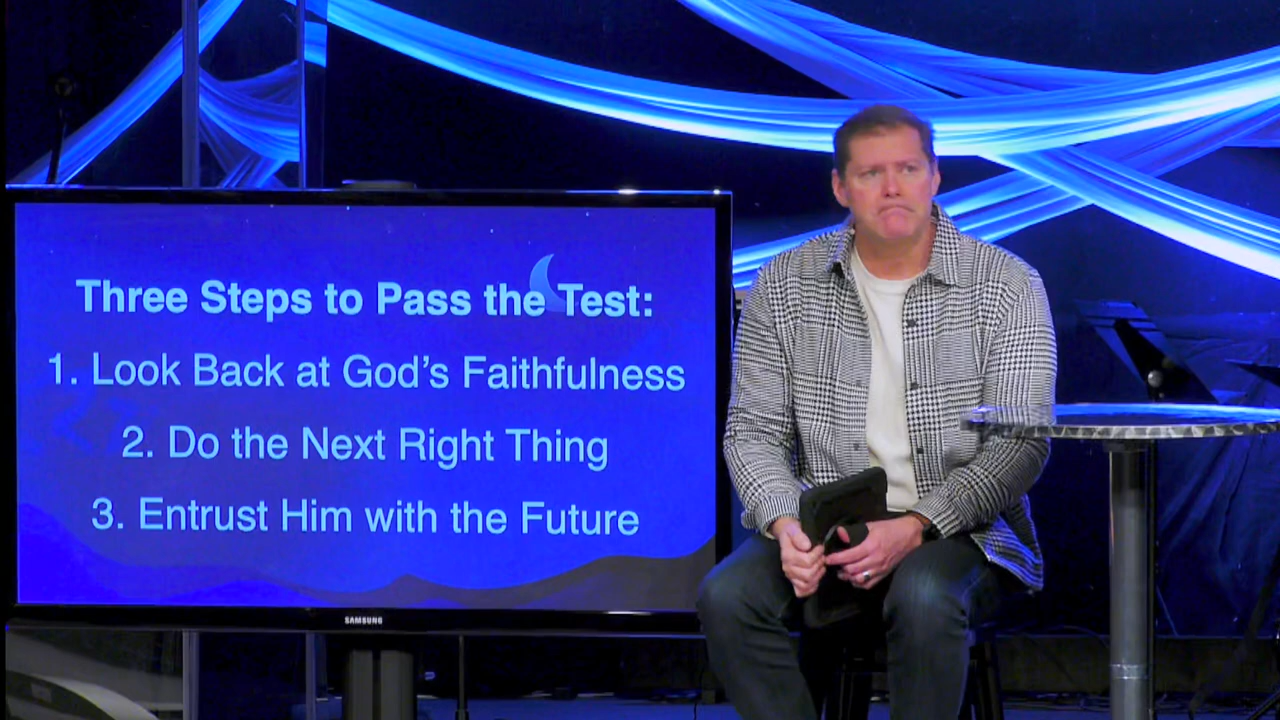 Three Steps to Pass the Test:
1. Look Back at God's Faithfulness
2. Do the Next Right Thing
3. Entrust Him with the Future
SAMSUNG